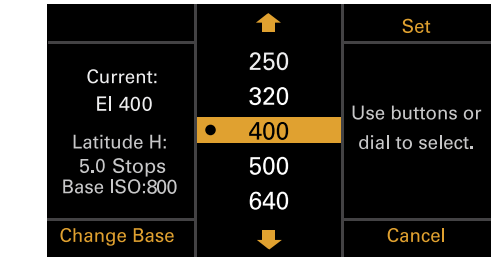 Current:
EI 400
Latitude H:
5.0 Stops
Base ISO:800
Change Base
250
320
400
500
640
Set
Use buttons or
dial to select.
Cancel